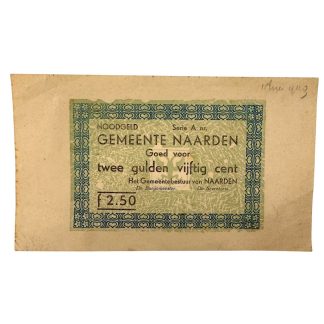 NOODGELD Serie A nr.
GEMEENTE NAARDEN
Goed voor
twee gulden vijftig cent
Het Gemeentebestuur van NAARDEN
De Burgemeester De Secretaris
f 2.50